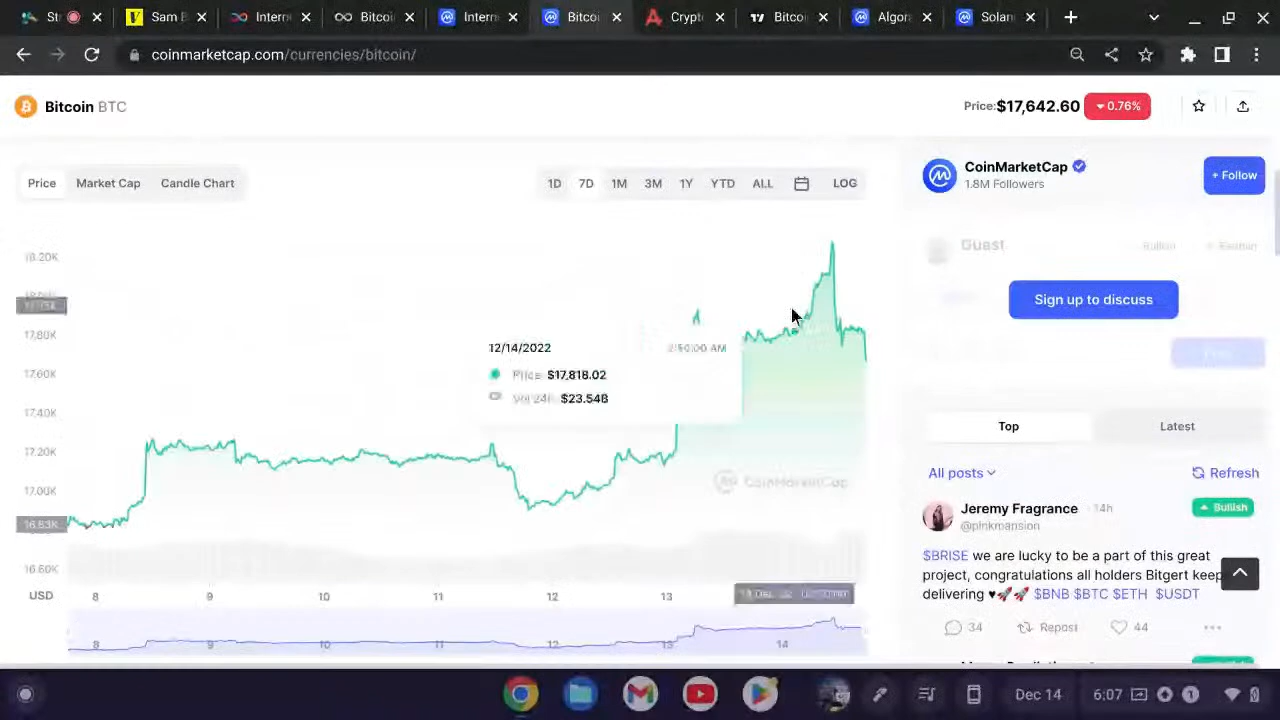 St
Sam B
Intern
Bitcoi
Intern
Bitcoi
Crypt
Bitcoi
Algora
Solan
coinmarketcap.com/currencies/bitcoin/
Bitcoin BTC
Price: $17,642.60
0.76%
Price
Market Cap
Candle Chart
1D
7D
1M
3M
1Y
YTD
ALL
LOG
CoinMarketCap
1.8M Followers
+ Follow
Guest
Sign up to discuss
18.20K
17.80K
17.60K
17.40K
17.20K
17.00K
16.83K
16.60K
12/14/2022
Price: $17,818.02
Vol 24h: $23.54B
CoinMarketCap
USD
8
9
10
11
12
13
8
9
10
11
12
13
14
Top
Latest
All posts
Refresh
Jeremy Fragrance · 14h
@pinkmansion
Bullish
$BRISE we are lucky to be a part of this great
project, congratulations all holders Bitgert keep
delivering ♥🚀🚀 $BNB $BTC $ETH $USDT
34
Repost
44
Dec 14
6:07